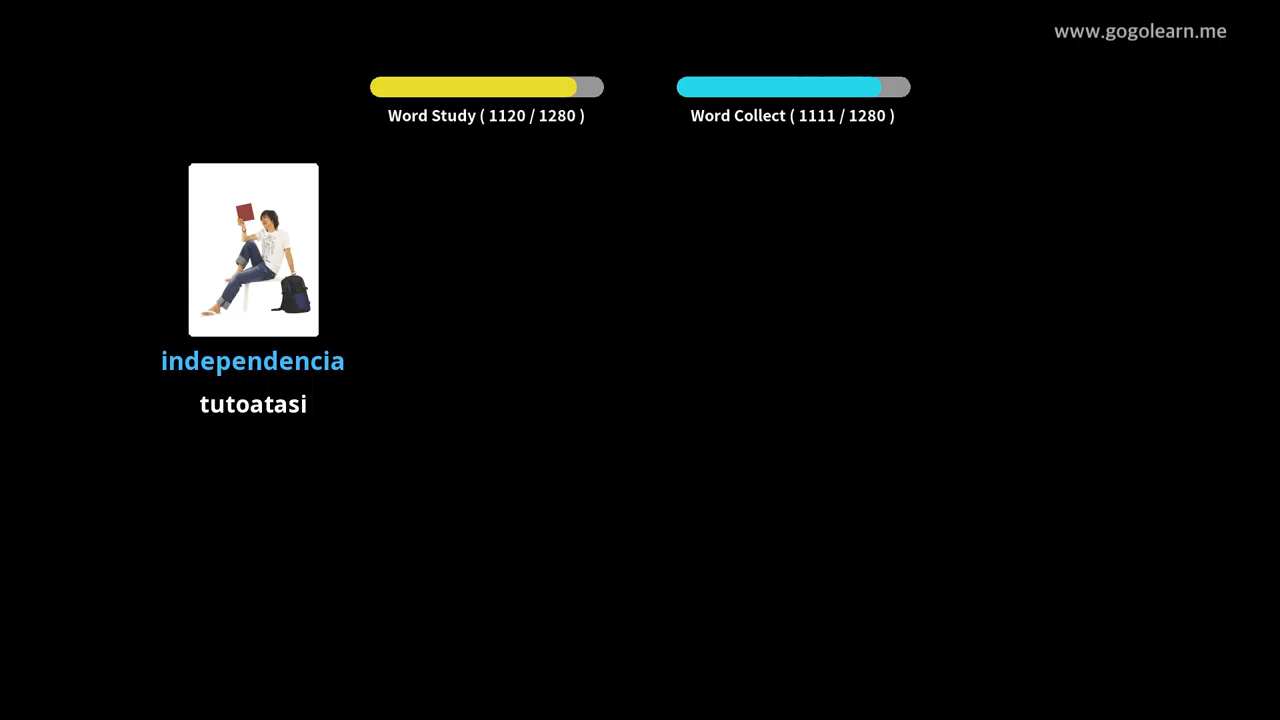 www.gogolearn.me
Word Study ( 1120 / 1280 )
Word Collect ( 1111 / 1280 )
independencia
tutoatasi